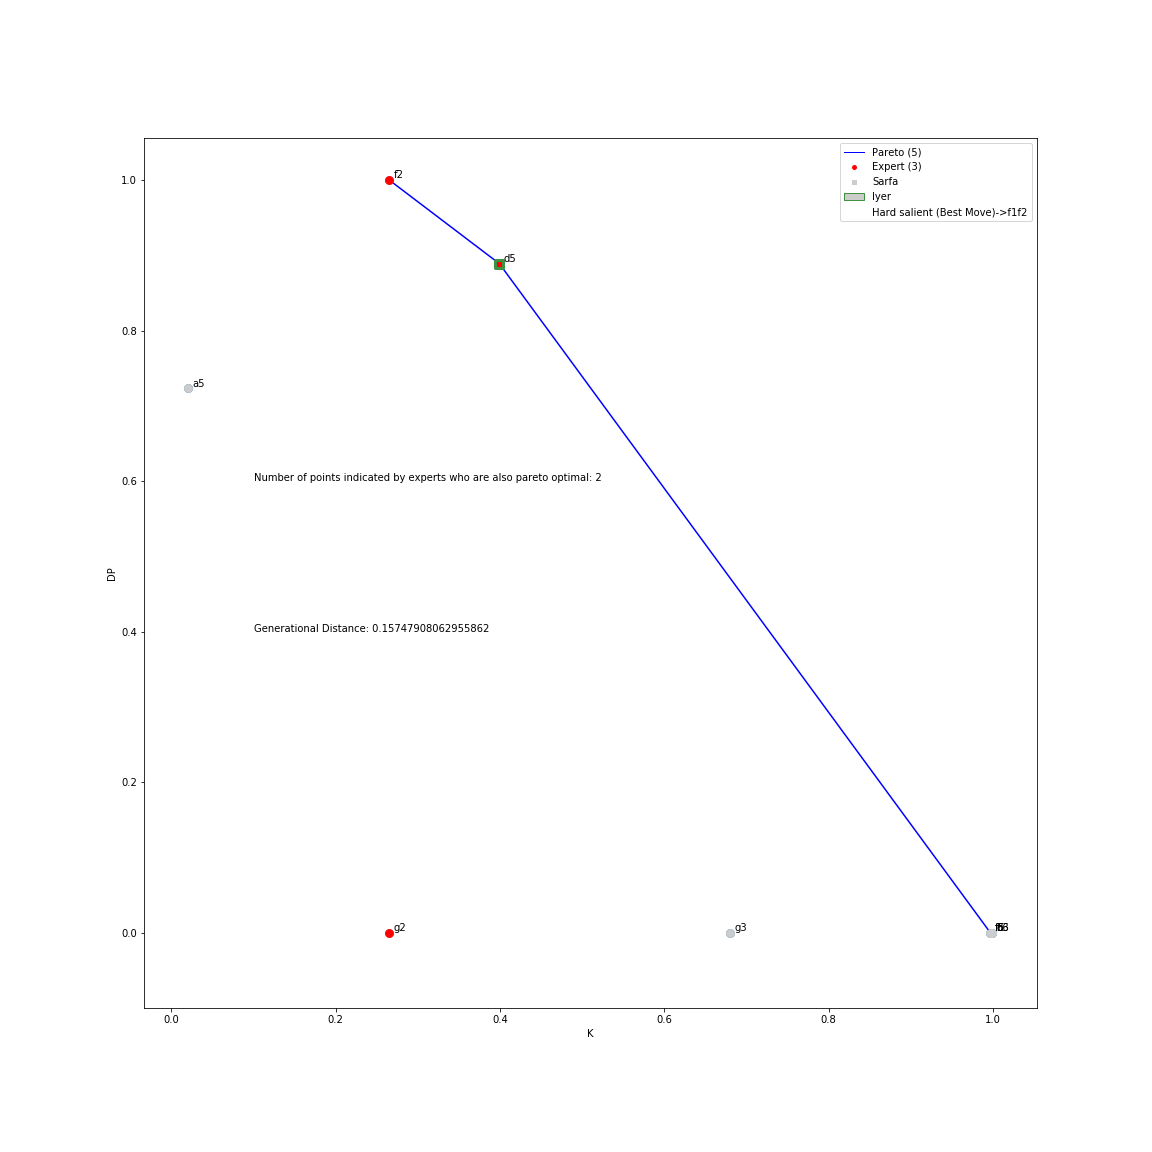 Pareto (5)
Expert (3)
Sarfa
Iyer
Hard salient (Best Move)->f1f2
1.0
f2
d5
0.8
a5
0.6
Number of points indicated by experts who are also pareto optimal: 2
DP
0.4
Generational Distance: 0.15747908062955862
0.2
0.0
g2
g3
0.0
0.2
0.4
0.6
0.8
1.0
K